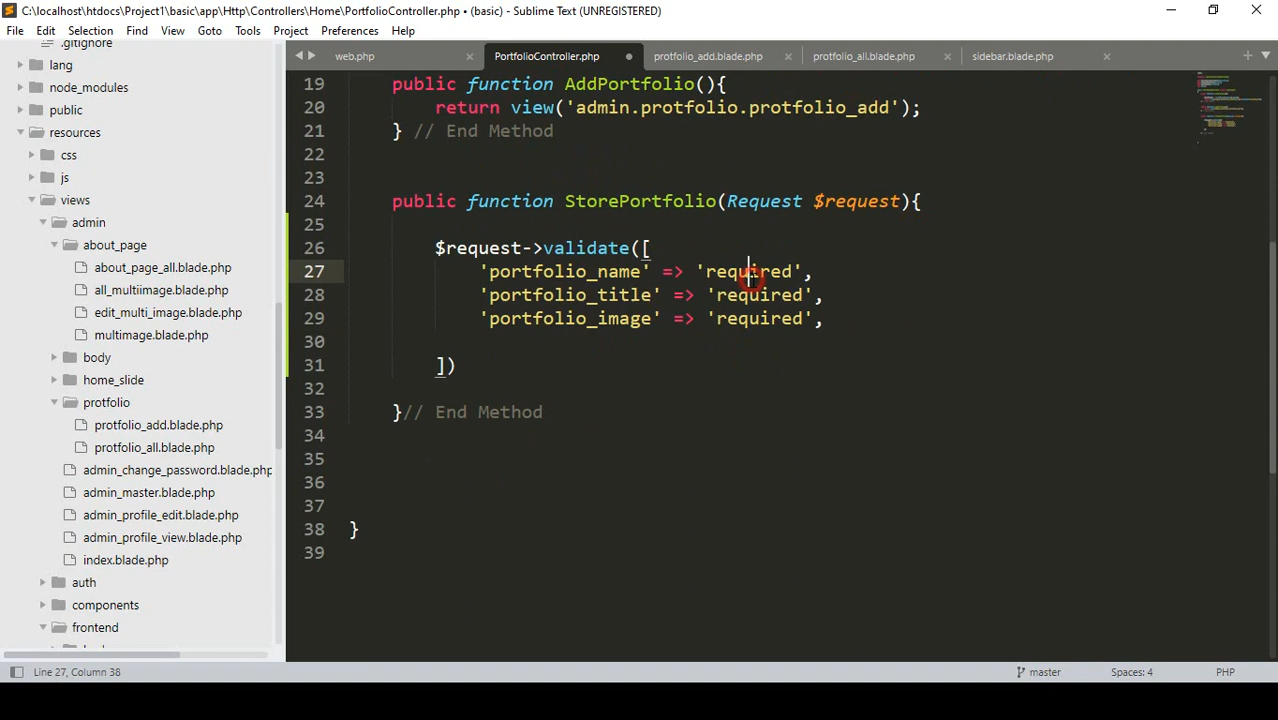 C:\localhost\htdocs\Project1\basic\app\Http\Controllers\Home\PortfolioController.php • (basic) - Sublime Text (UNREGISTERED)
File Edit Selection Find View Goto Tools Project Preferences Help
.gitignore
lang
node_modules
public
resources
css
js
views
admin
about_page
about_page_all.blade.php
all_multiimage.blade.php
edit_multi_image.blade.php
multimage.blade.php
body
home_slide
protfolio
protfolio_add.blade.php
protfolio_all.blade.php
admin_change_password.blade.php
admin_master.blade.php
admin_profile_edit.blade.php
admin_profile_view.blade.php
index.blade.php
auth
components
frontend
web.php PortfolioController.php protfolio_add.blade.php protfolio_all.blade.php sidebar.blade.php
19 public function AddPortfolio(){
20 return view('admin.protfolio.protfolio_add');
21 } // End Method
22
23
24 public function StorePortfolio(Request $request){
25
26 $request->validate([
27 'portfolio_name' => 'required',
28 'portfolio_title' => 'required',
29 'portfolio_image' => 'required',
30
31 ])
32
33 }// End Method
34
35
36
37
38 }
39
Line 27, Column 38 master Spaces: 4 PHP